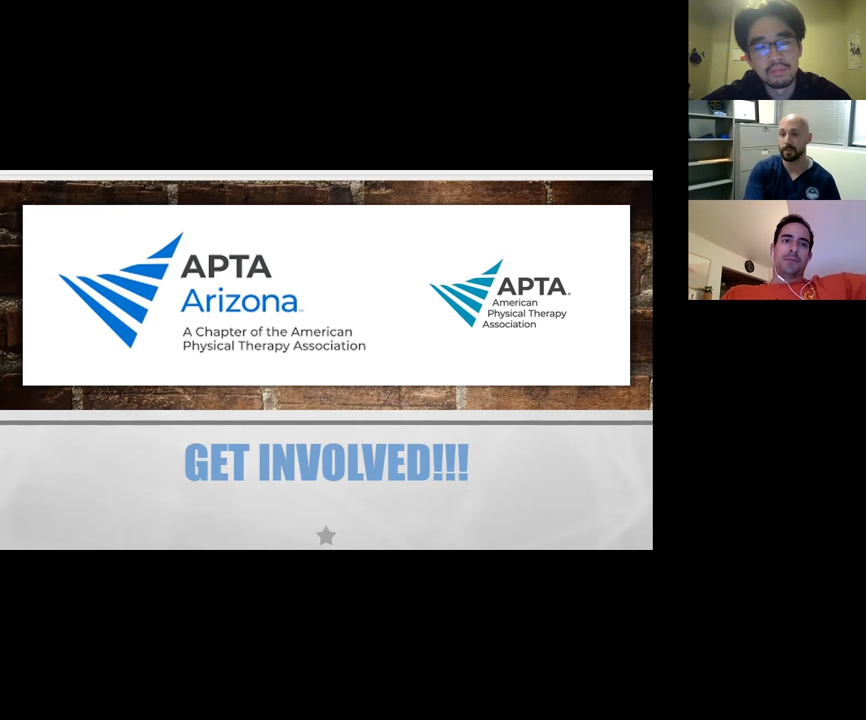 APTA
Arizona
A Chapter of the American
Physical Therapy Association
APTA.
American
Physical Therapy
Association
GET INVOLVED!!!